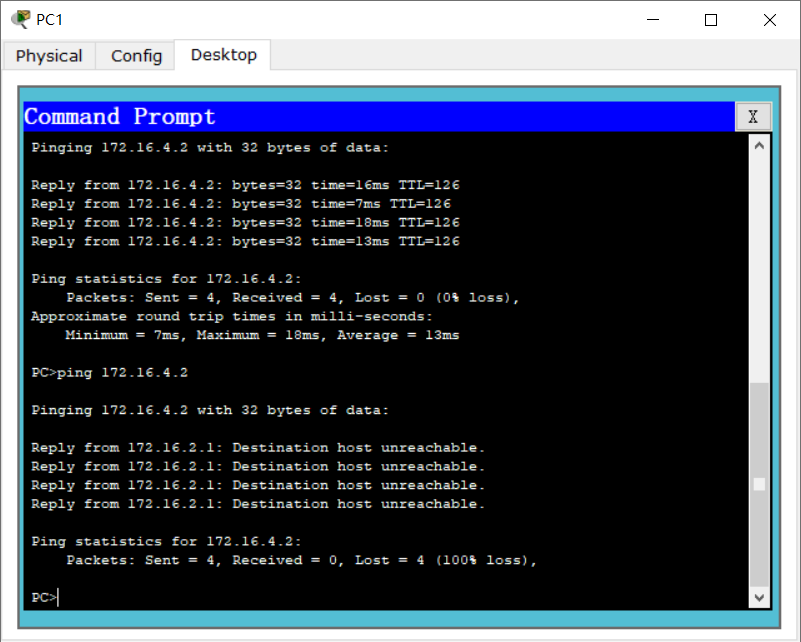 PC1
Physical Config Desktop
Command Prompt X
Pinging 172.16.4.2 with 32 bytes of data:
Reply from 172.16.4.2: bytes=32 time=16ms TTL=126
Reply from 172.16.4.2: bytes=32 time=7ms TTL=126
Reply from 172.16.4.2: bytes=32 time=18ms TTL=126
Reply from 172.16.4.2: bytes=32 time=13ms TTL=126
Ping statistics for 172.16.4.2:
Packets: Sent = 4, Received = 4, Lost = 0 (0% loss),
Approximate round trip times in milli-seconds:
Minimum = 7ms, Maximum = 18ms, Average = 13ms
PC>ping 172.16.4.2
Pinging 172.16.4.2 with 32 bytes of data:
Reply from 172.16.2.1: Destination host unreachable.
Reply from 172.16.2.1: Destination host unreachable.
Reply from 172.16.2.1: Destination host unreachable.
Reply from 172.16.2.1: Destination host unreachable.
Ping statistics for 172.16.4.2:
Packets: Sent = 4, Received = 0, Lost = 4 (100% loss),
PC>